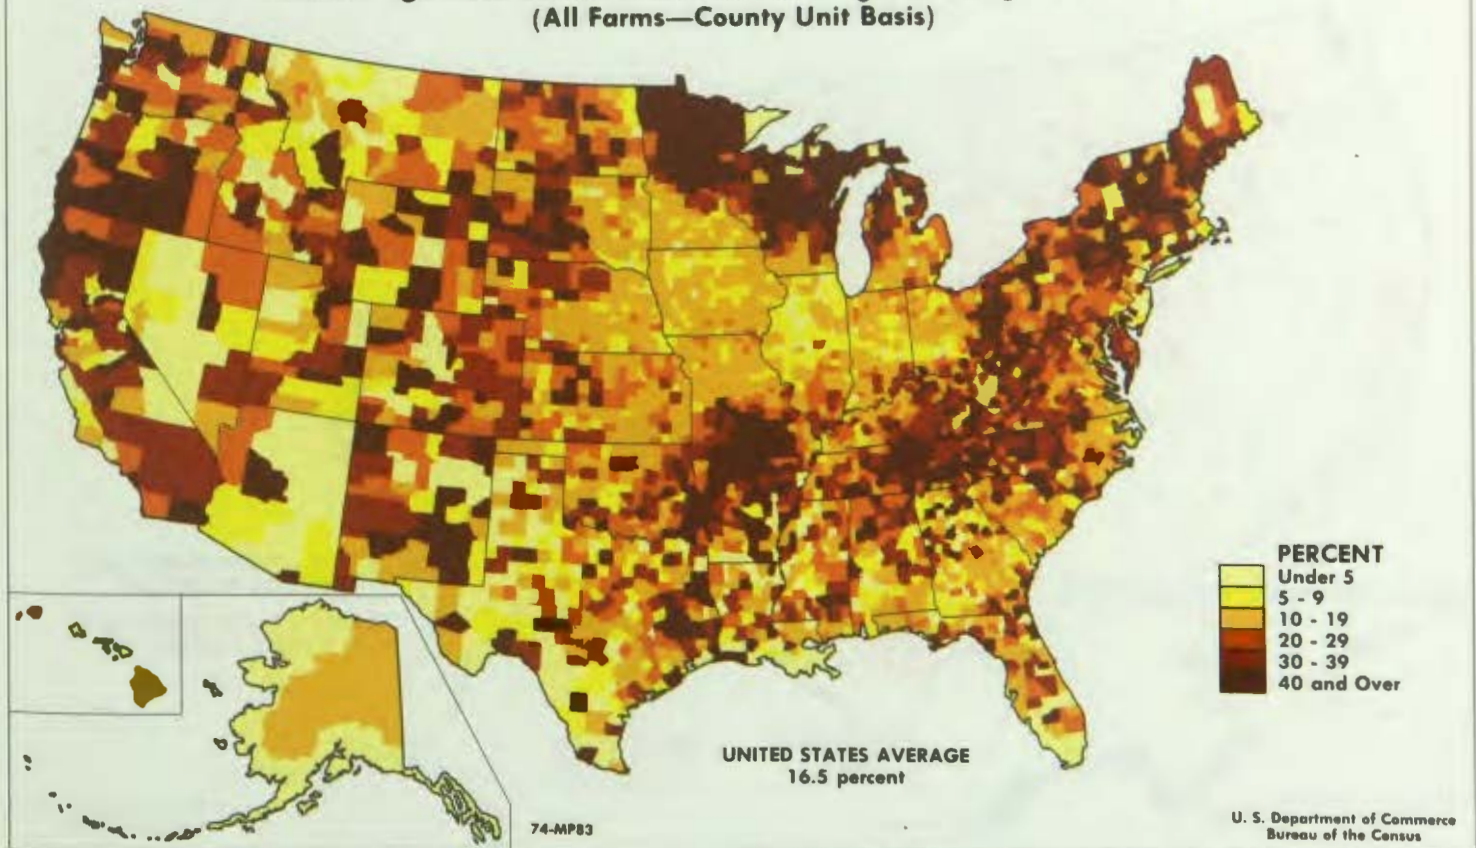 (All Farms—County Unit Basis)
PERCENT
Under 5
5 - 9
10 - 19
20 - 29
30 - 39
40 and Over
UNITED STATES AVERAGE
16.5 percent
74-MP83
U. S. Department of Commerce
Bureau of the Census